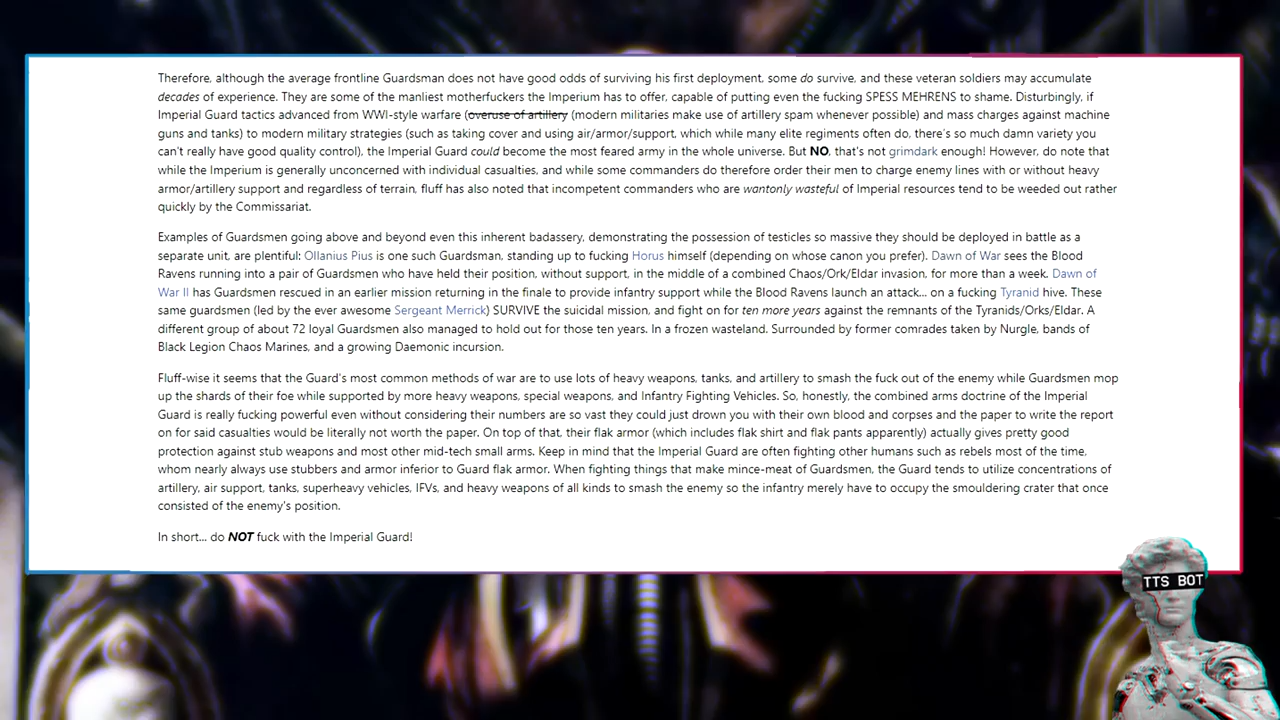 Therefore, although the average frontline Guardsman does not have good odds of surviving his first deployment, some do survive, and these veteran soldiers may accumulate
decades of experience. They are some of the manliest motherfuckers the Imperium has to offer, capable of putting even the fucking SPESS MEHRENS to shame. Disturbingly, if
Imperial Guard tactics advanced from WWI-style warfare (overuse of artillery (modern militaries make use of artillery spam whenever possible) and mass charges against machine
guns and tanks) to modern military strategies (such as taking cover and using air/armor/support, which while many elite regiments often do, there's so much damn variety you
can't really have good quality control), the Imperial Guard could become the most feared army in the whole universe. But NO, that's not grimdark enough! However, do note that
while the Imperium is generally unconcerned with individual casualties, and while some commanders do therefore order their men to charge enemy lines with or without heavy
armor/artillery support and regardless of terrain, fluff has also noted that incompetent commanders who are wantonly wasteful of Imperial resources tend to be weeded out rather
quickly by the Commissariat.
Examples of Guardsmen going above and beyond even this inherent badassery, demonstrating the possession of testicles so massive they should be deployed in battle as a
separate unit, are plentiful: Ollanius Pius is one such Guardsman, standing up to fucking Horus himself (depending on whose canon you prefer). Dawn of War sees the Blood
Ravens running into a pair of Guardsmen who have held their position, without support, in the middle of a combined Chaos/Ork/Eldar invasion, for more than a week. Dawn of
War II has Guardsmen rescued in an earlier mission returning in the finale to provide infantry support while the Blood Ravens launch an attack... on a fucking Tyranid hive. These
same guardsmen (led by the ever awesome Sergeant Merrick) SURVIVE the suicidal mission, and fight on for ten more years against the remnants of the Tyranids/Orks/Eldar. A
different group of about 72 loyal Guardsmen also managed to hold out for those ten years. In a frozen wasteland. Surrounded by former comrades taken by Nurgle, bands of
Black Legion Chaos Marines, and a growing Daemonic incursion.
Fluff-wise it seems that the Guard's most common methods of war are to use lots of heavy weapons, tanks, and artillery to smash the fuck out of the enemy while Guardsmen mop
up the shards of their foe while supported by more heavy weapons, special weapons, and Infantry Fighting Vehicles. So, honestly, the combined arms doctrine of the Imperial
Guard is really fucking powerful even without considering their numbers are so vast they could just drown you with their own blood and corpses and the paper to write the report
on for said casualties would be literally not worth the paper. On top of that, their flak armor (which includes flak shirt and flak pants apparently) actually gives pretty good
protection against stub weapons and most other mid-tech small arms. Keep in mind that the Imperial Guard are often fighting other humans such as rebels most of the time,
whom nearly always use stubbers and armor inferior to Guard flak armor. When fighting things that make mince-meat of Guardsmen, the Guard tends to utilize concentrations of
artillery, air support, tanks, superheavy vehicles, IFVs, and heavy weapons of all kinds to smash the enemy so the infantry merely have to occupy the smouldering crater that once
consisted of the enemy's position.
In short... do NOT fuck with the Imperial Guard!
TTS BOT